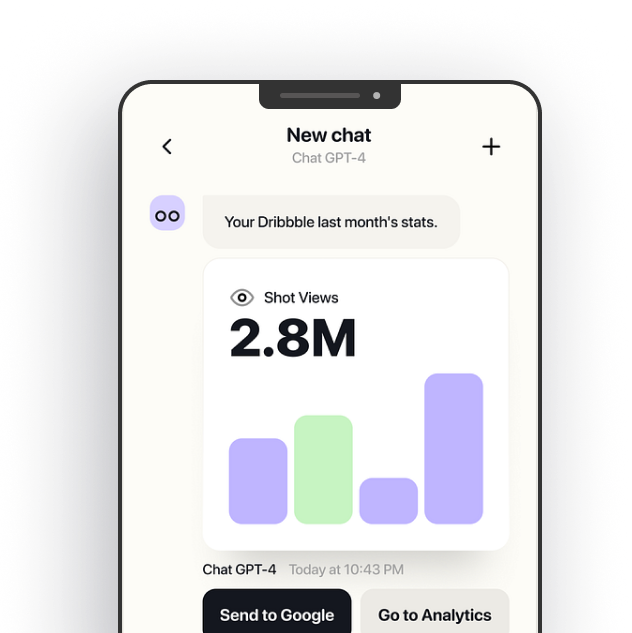 New chat
Chat GPT-4
Your Dribbble last month's stats.
Shot Views
2.8M
Chat GPT-4 Today at 10:43 PM
Send to Google Go to Analytics